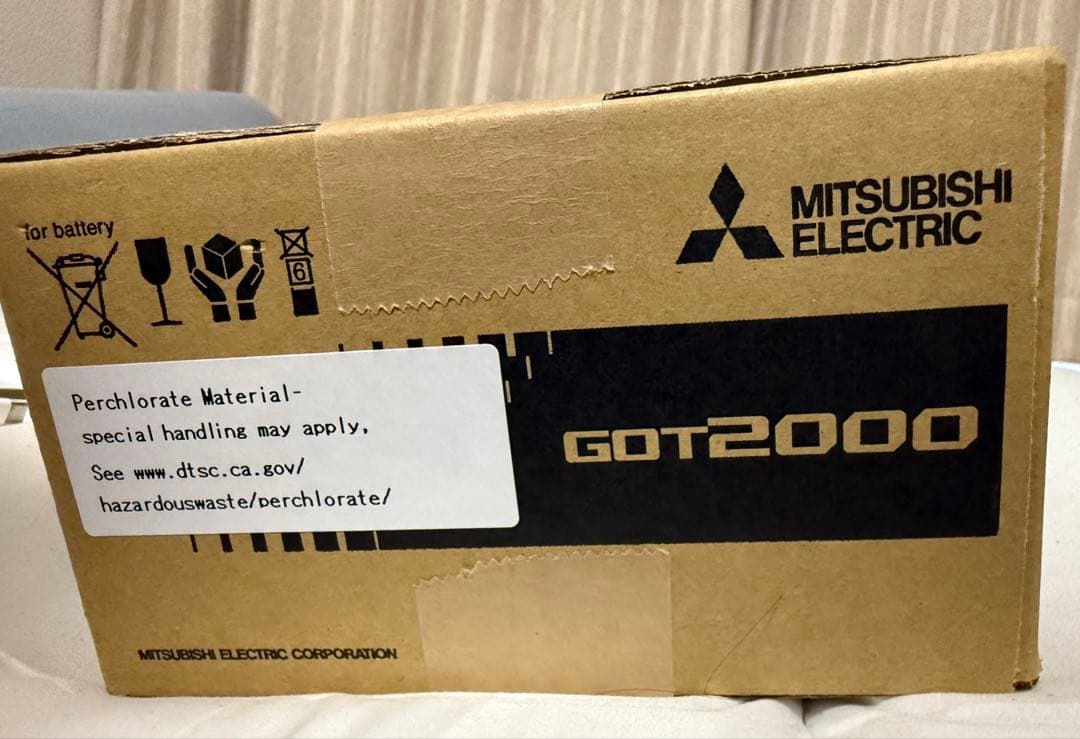 for battery
6
MITSUBISHI
ELECTRIC
Perchlorate Material-
special handling may apply,
See www.dtsc.ca.gov/
hazardouswaste/perchlorate/
GOT2000
MITSUBISHI ELECTRIC CORPORATION